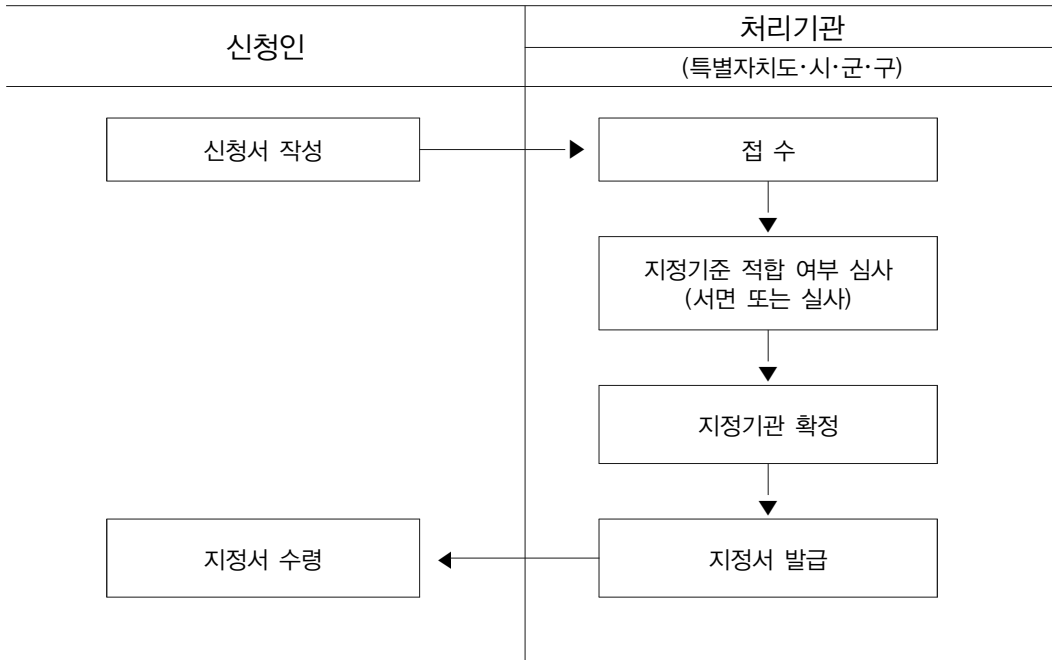 신청인
처리기관
(특별자치도·시·군·구)
신청서 작성
접 수
지정기준 적합 여부 심사
(서면 또는 실사)
지정기관 확정
지정서 수령
지정서 발급